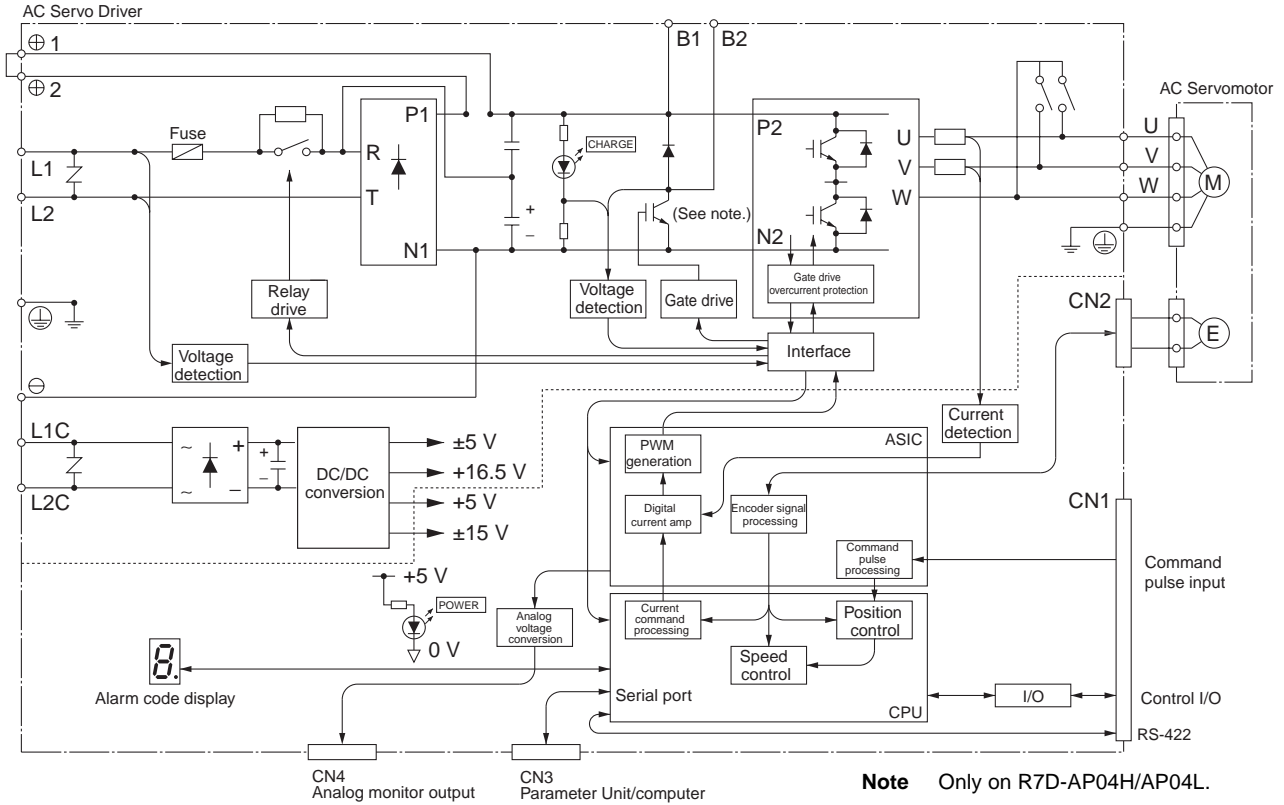 AC Servo Driver
⊕ 1
⊕ 2
B1 B2
AC Servomotor
Fuse
P1
CHARGE
P2
U
V
W
U
V
W
M
L1
R
L2
T
+
–
(See note.)
N1
N2
Relay
drive
Voltage
detection
Gate drive
Gate drive
overcurrent protection
CN2
E
Voltage
detection
Interface
⊖
L1C
L2C
~
~
+
–
+
–
DC/DC
conversion
±5 V
+16.5 V
+5 V
±15 V
Current
detection
ASIC
PWM
generation
Digital
current amp
Encoder signal
processing
Command
pulse
processing
CN1
Command
pulse input
+5 V
POWER
0 V
Analog
voltage
conversion
Current
command
processing
Position
control
Speed
control
8.
Alarm code display
Serial port
CPU
I/O
Control I/O
RS-422
CN4
Analog monitor output
CN3
Parameter Unit/computer
Note Only on R7D-AP04H/AP04L.